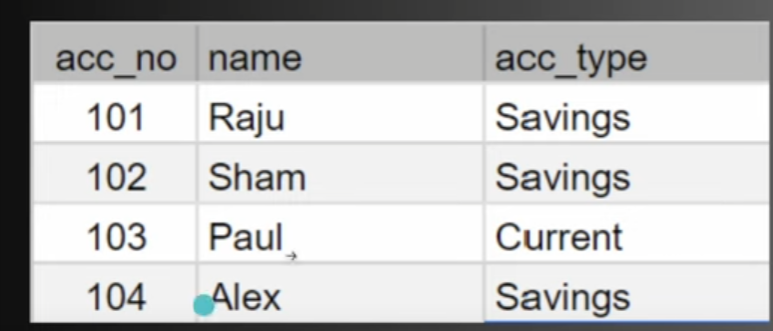 acc_no name acc_type
101 Raju Savings
102 Sham Savings
103 Paul Current
104 Alex Savings